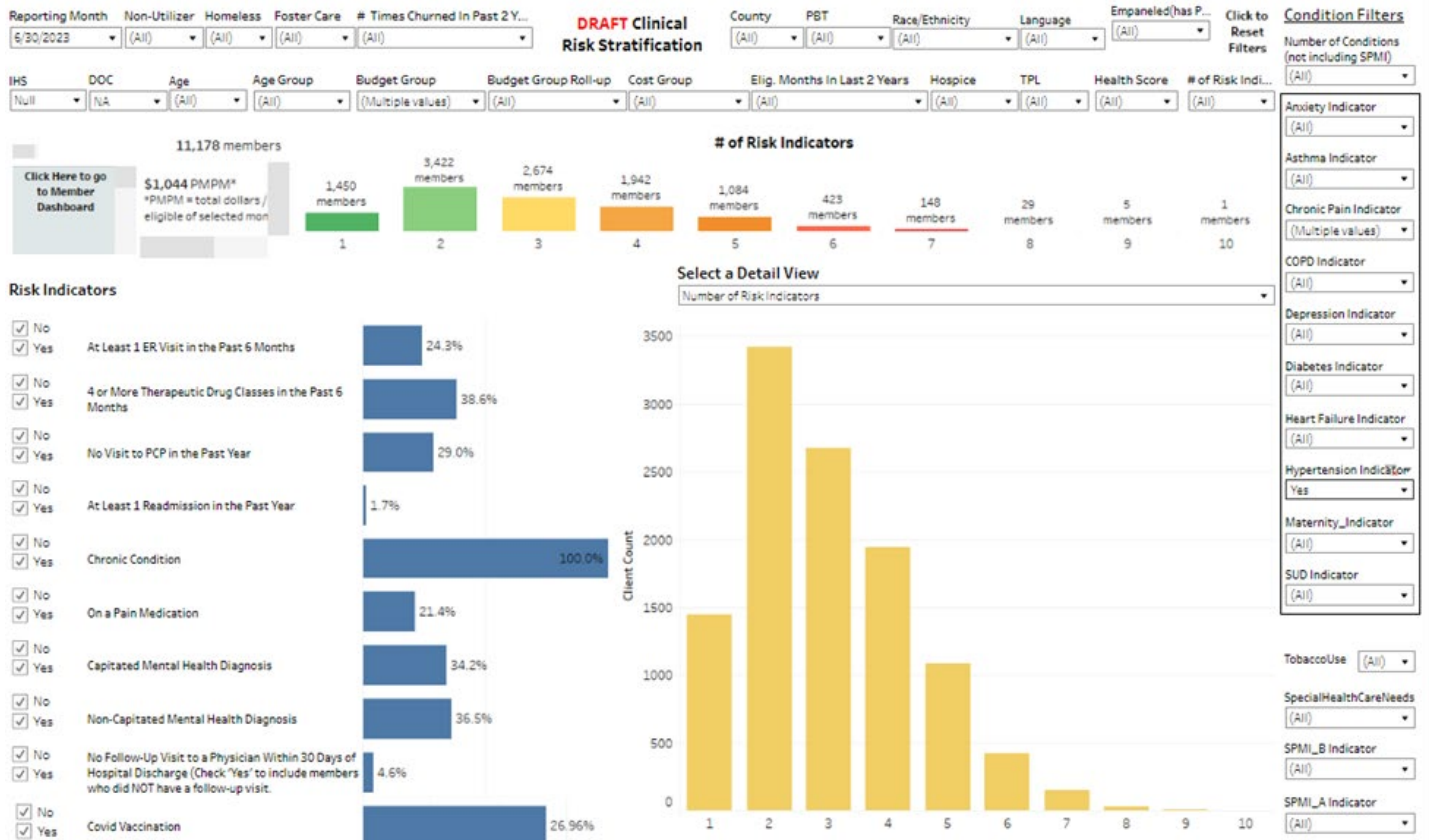 Reporting Month Non-Utilizer Homeless Foster Care # Times Churned In Past 2 Y...
6/30/2023 (All) (All) (All) (All)
DRAFT Clinical
Risk Stratification
County PBT Race/Ethnicity Language Empaneled(has P...
(All) (All) (All) (All) (All)
Click to
Reset
Filters
IHS DOC Age Age Group Budget Group Budget Group Roll-up Cost Group Elig. Months In Last 2 Years Hospice TPL Health Score # of Risk Indi...
Null NA (All) (All) (Multiple values) (All) (All) (All) (All) (All) (All) (All)
Click Here to go
to Member
Dashboard
11,178 members
$1,044 PMPM*
*PMPM = total dollars /
eligible of selected mon
# of Risk Indicators
1,450
members
1
3,422
members
2
2,674
members
3
1,942
members
4
1,084
members
5
423
members
6
148
members
7
29
members
8
5
members
9
1
members
10
Risk Indicators
No
Yes At Least 1 ER Visit in the Past 6 Months 24.3%
No
Yes 4 or More Therapeutic Drug Classes in the Past 6
Months 38.6%
No
Yes No Visit to PCP in the Past Year 29.0%
No
Yes At Least 1 Readmission in the Past Year 1.7%
No
Yes Chronic Condition 100.0%
No
Yes On a Pain Medication 21.4%
No
Yes Capitated Mental Health Diagnosis 34.2%
No
Yes Non-Capitated Mental Health Diagnosis 36.5%
No
Yes
No Follow-Up Visit to a Physician Within 30 Days of
Hospital Discharge (Check 'Yes' to include members
who did NOT have a follow-up visit. 4.6%
No
Yes Covid Vaccination 26.96%
Select a Detail View
Number of Risk Indicators
Client Count
3500
3000
2500
2000
1500
1000
500
0
1 2 3 4 5 6 7 8 9 10
Condition Filters
Number of Conditions
(not including SPMI)
(All)
Anxiety Indicator
(All)
Asthma Indicator
(All)
Chronic Pain Indicator
(Multiple values)
COPD Indicator
(All)
Depression Indicator
(All)
Diabetes Indicator
(All)
Heart Failure Indicator
(All)
Hypertension Indicator
Yes
Maternity_Indicator
(All)
SUD Indicator
(All)
TobaccoUse (All)
SpecialHealthCareNeeds
(All)
SPMI_B Indicator
(All)
SPMI_A Indicator
(All)